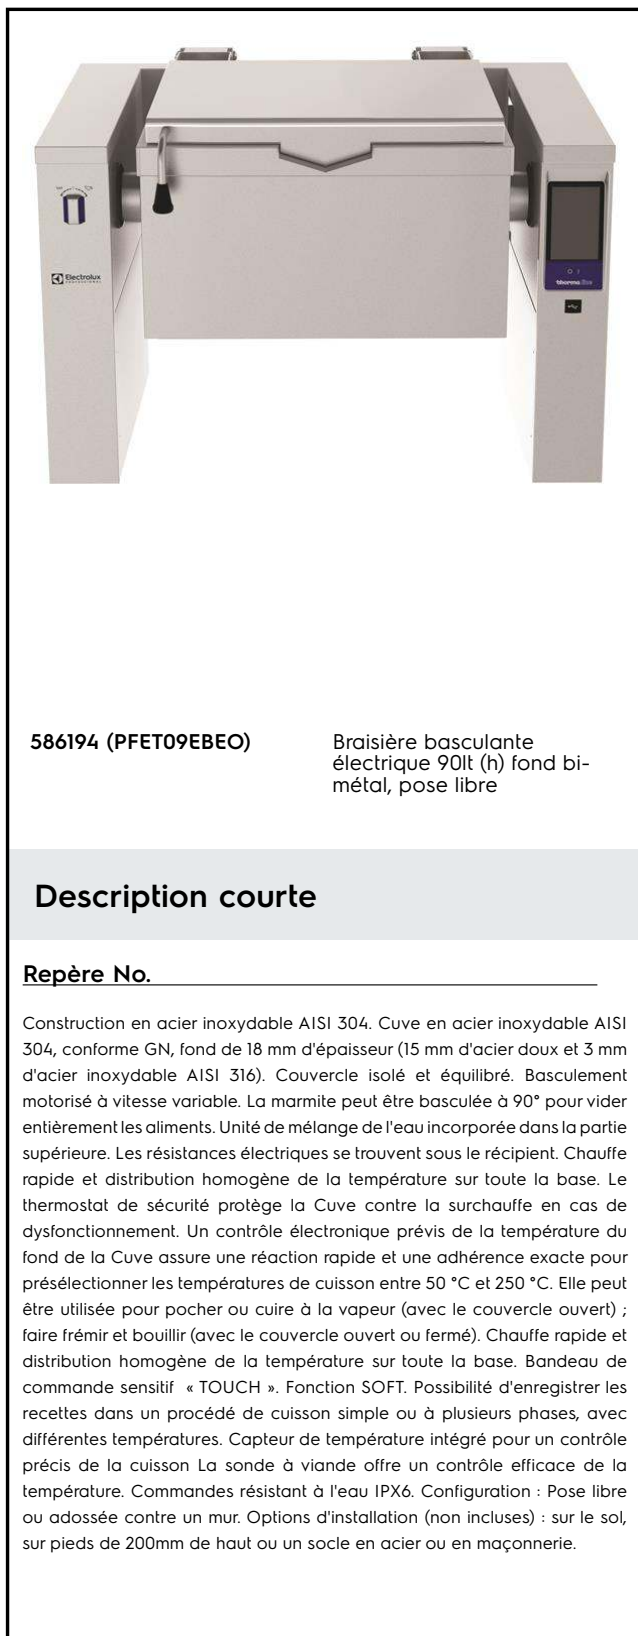 Electrolux
PROFESSIONAL
thermaline
586194 (PFET09EBEO)
Braisière basculante
électrique 90lt (h) fond bi-
métal, pose libre
Description courte
Repère No.
Construction en acier inoxydable AISI 304. Cuve en acier inoxydable AISI
304, conforme GN, fond de 18 mm d'épaisseur (15 mm d'acier doux et 3 mm
d'acier inoxydable AISI 316). Couvercle isolé et équilibré. Basculement
motorisé à vitesse variable. La marmite peut être basculée à 90° pour vider
entièrement les aliments. Unité de mélange de l'eau incorporée dans la partie
supérieure. Les résistances électriques se trouvent sous le récipient. Chauffe
rapide et distribution homogène de la température sur toute la base. Le
thermostat de sécurité protège la Cuve contre la surchauffe en cas de
dysfonctionnement. Un contrôle électronique prévis de la température du
fond de la Cuve assure une réaction rapide et une adhérence exacte pour
présélectionner les températures de cuisson entre 50 °C et 250 °C. Elle peut
être utilisée pour pocher ou cuire à la vapeur (avec le couvercle ouvert) ;
faire frémir et bouillir (avec le couvercle ouvert ou fermé). Chauffe rapide et
distribution homogène de la température sur toute la base. Bandeau de
commande sensitif « TOUCH ». Fonction SOFT. Possibilité d'enregistrer les
recettes dans un procédé de cuisson simple ou à plusieurs phases, avec
différentes températures. Capteur de température intégré pour un contrôle
précis de la cuisson La sonde à viande offre un contrôle efficace de la
température. Commandes résistant à l'eau IPX6. Configuration : Pose libre
ou adossée contre un mur. Options d'installation (non incluses) : sur le sol,
sur pieds de 200mm de haut ou un socle en acier ou en maçonnerie.